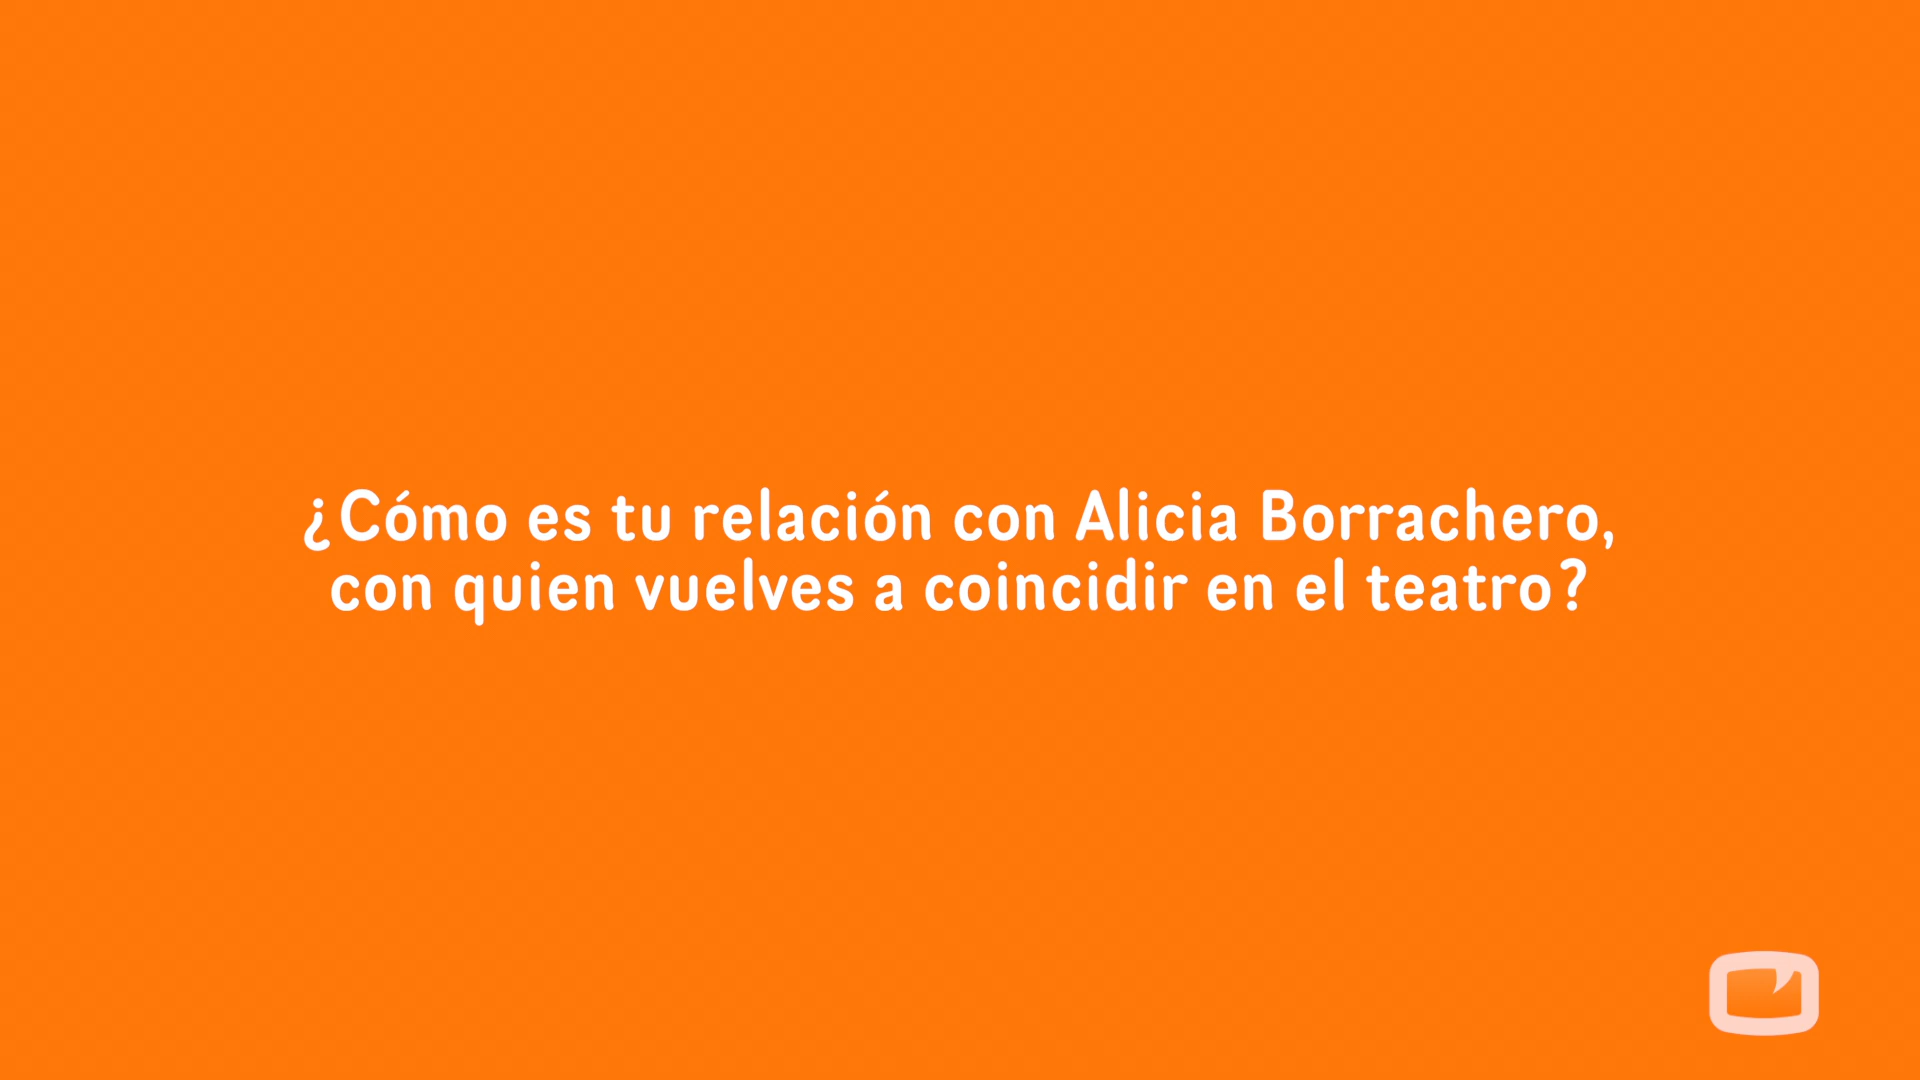 ¿Cómo es tu relación con Alicia Borrachero,
con quien vuelves a coincidir en el teatro?